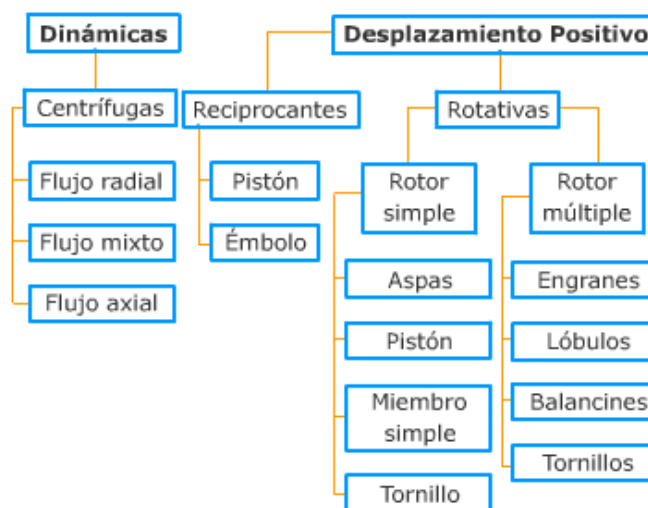 Dinámicas
Desplazamiento Positivo
Centrífugas
Reciprocantes
Rotativas
Flujo radial
Flujo mixto
Flujo axial
Pistón
Émbolo
Rotor
simple
Aspas
Pistón
Miembro
simple
Tornillo
Rotor
múltiple
Engranes
Lóbulos
Balancines
Tornillos